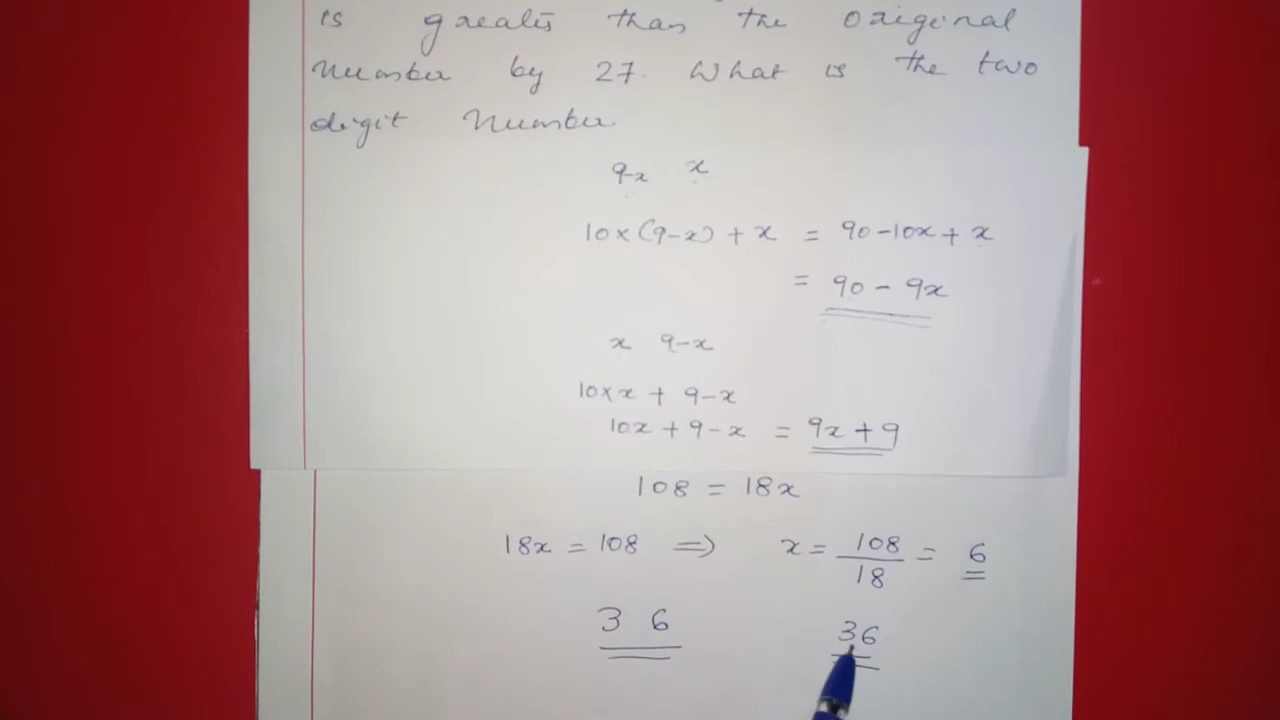 is greater than the original
number by 27. What is the two
digit number.
9-x x
10×(9-x) + x = 90-10x + x
= 90 - 9x
x 9-x
10×x + 9-x
10x + 9-x = 9x + 9
108 = 18x
18x = 108 ⇒ x = 108/18 = 6
3 6 36